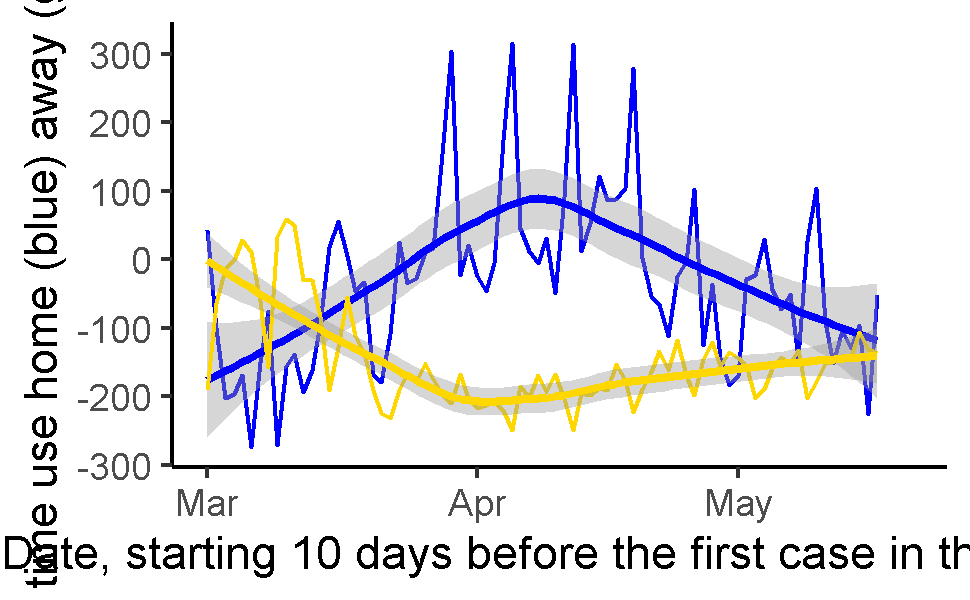 time use home (blue) away (
300
200
100
0
-100
-200
-300
Mar Apr May
Date, starting 10 days before the first case in th